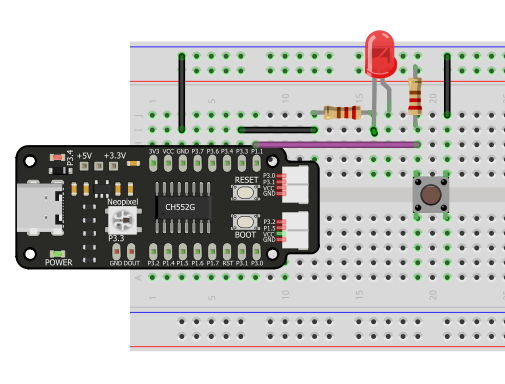 1 5 10 15 20
J
I
3V3 VCC GND P3.7 P3.6 P3.4 P3.3 P1.1
P3.4
+5V +3.3V
RESET
P3.0
P3.1
VCC
GND
Neopixel
CH552G
P3.3
BOOT
P3.2
P1.5
VCC
GND
POWER
GND DOUT P3.2 P1.4 P1.5 P1.6 P1.7 RST P3.1 P3.0
A
1 5 10 15 20